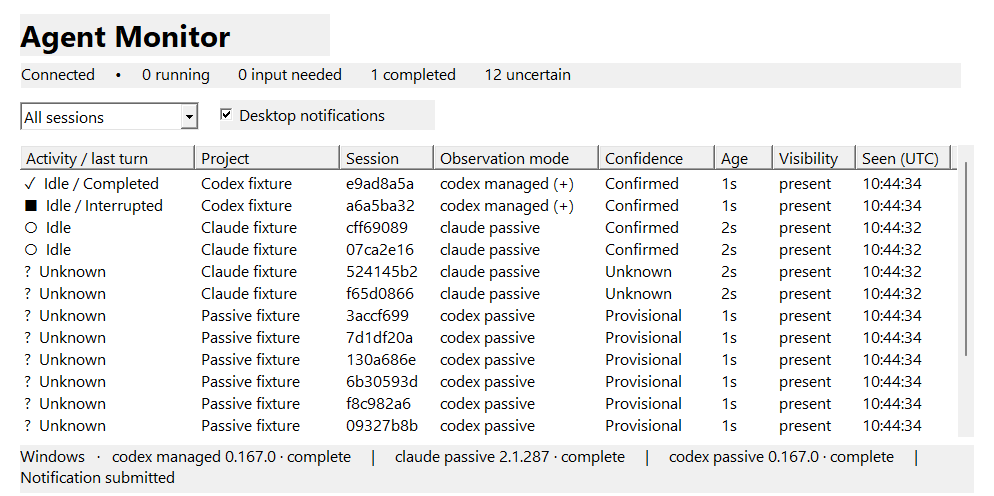 Agent Monitor
Connected • 0 running 0 input needed 1 completed 12 uncertain
All sessions Desktop notifications
Activity / last turn Project Session Observation mode Confidence Age Visibility Seen (UTC)
✓ Idle / Completed Codex fixture e9ad8a5a codex managed (+) Confirmed 1s present 10:44:34
■ Idle / Interrupted Codex fixture a6a5ba32 codex managed (+) Confirmed 1s present 10:44:34
○ Idle Claude fixture cff69089 claude passive Confirmed 2s present 10:44:32
○ Idle Claude fixture 07ca2e16 claude passive Confirmed 2s present 10:44:32
? Unknown Claude fixture 524145b2 claude passive Unknown 2s present 10:44:32
? Unknown Claude fixture f65d0866 claude passive Unknown 2s present 10:44:32
? Unknown Passive fixture 3accf699 codex passive Provisional 1s present 10:44:34
? Unknown Passive fixture 7d1df20a codex passive Provisional 1s present 10:44:34
? Unknown Passive fixture 130a686e codex passive Provisional 1s present 10:44:34
? Unknown Passive fixture 6b30593d codex passive Provisional 1s present 10:44:34
? Unknown Passive fixture f8c982a6 codex passive Provisional 1s present 10:44:34
? Unknown Passive fixture 09327b8b codex passive Provisional 1s present 10:44:34
Windows · codex managed 0.167.0 · complete | claude passive 2.1.287 · complete | codex passive 0.167.0 · complete |
Notification submitted